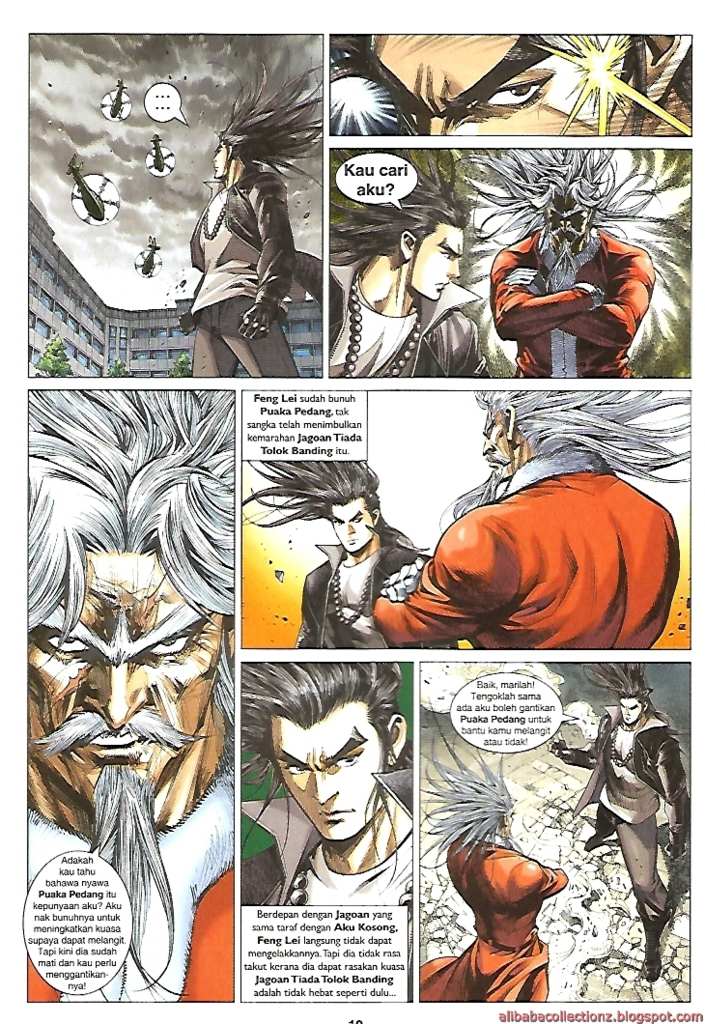 ...
Kau cari
aku?
Feng Lei sudah bunuh
Puaka Pedang, tak
sangka telah menimbulkan
kemarahan Jagoan Tiada
Tolok Banding itu.
Adakah
kau tahu
bahawa nyawa
Puaka Pedang itu
kepunyaan aku? Aku
nak bunuhnya untuk
meningkatkan kuasa
supaya dapat melangit.
Tapi kini dia sudah
mati dan kau perlu
menggantikan-
nya!
Berdepan dengan Jagoan yang
sama taraf dengan Aku Kosong,
Feng Lei langsung tidak dapat
mengelakkannya. Tapi dia tidak rasa
takut kerana dia dapat rasakan kuasa
Jagoan Tiada Tolok Banding
adalah tidak hebat seperti dulu...
Baik, marilah!
Tengoklah sama
ada aku boleh gantikan
Puaka Pedang untuk
bantu kamu melangit
atau tidak!
alibabacollectionz.blogspot.com